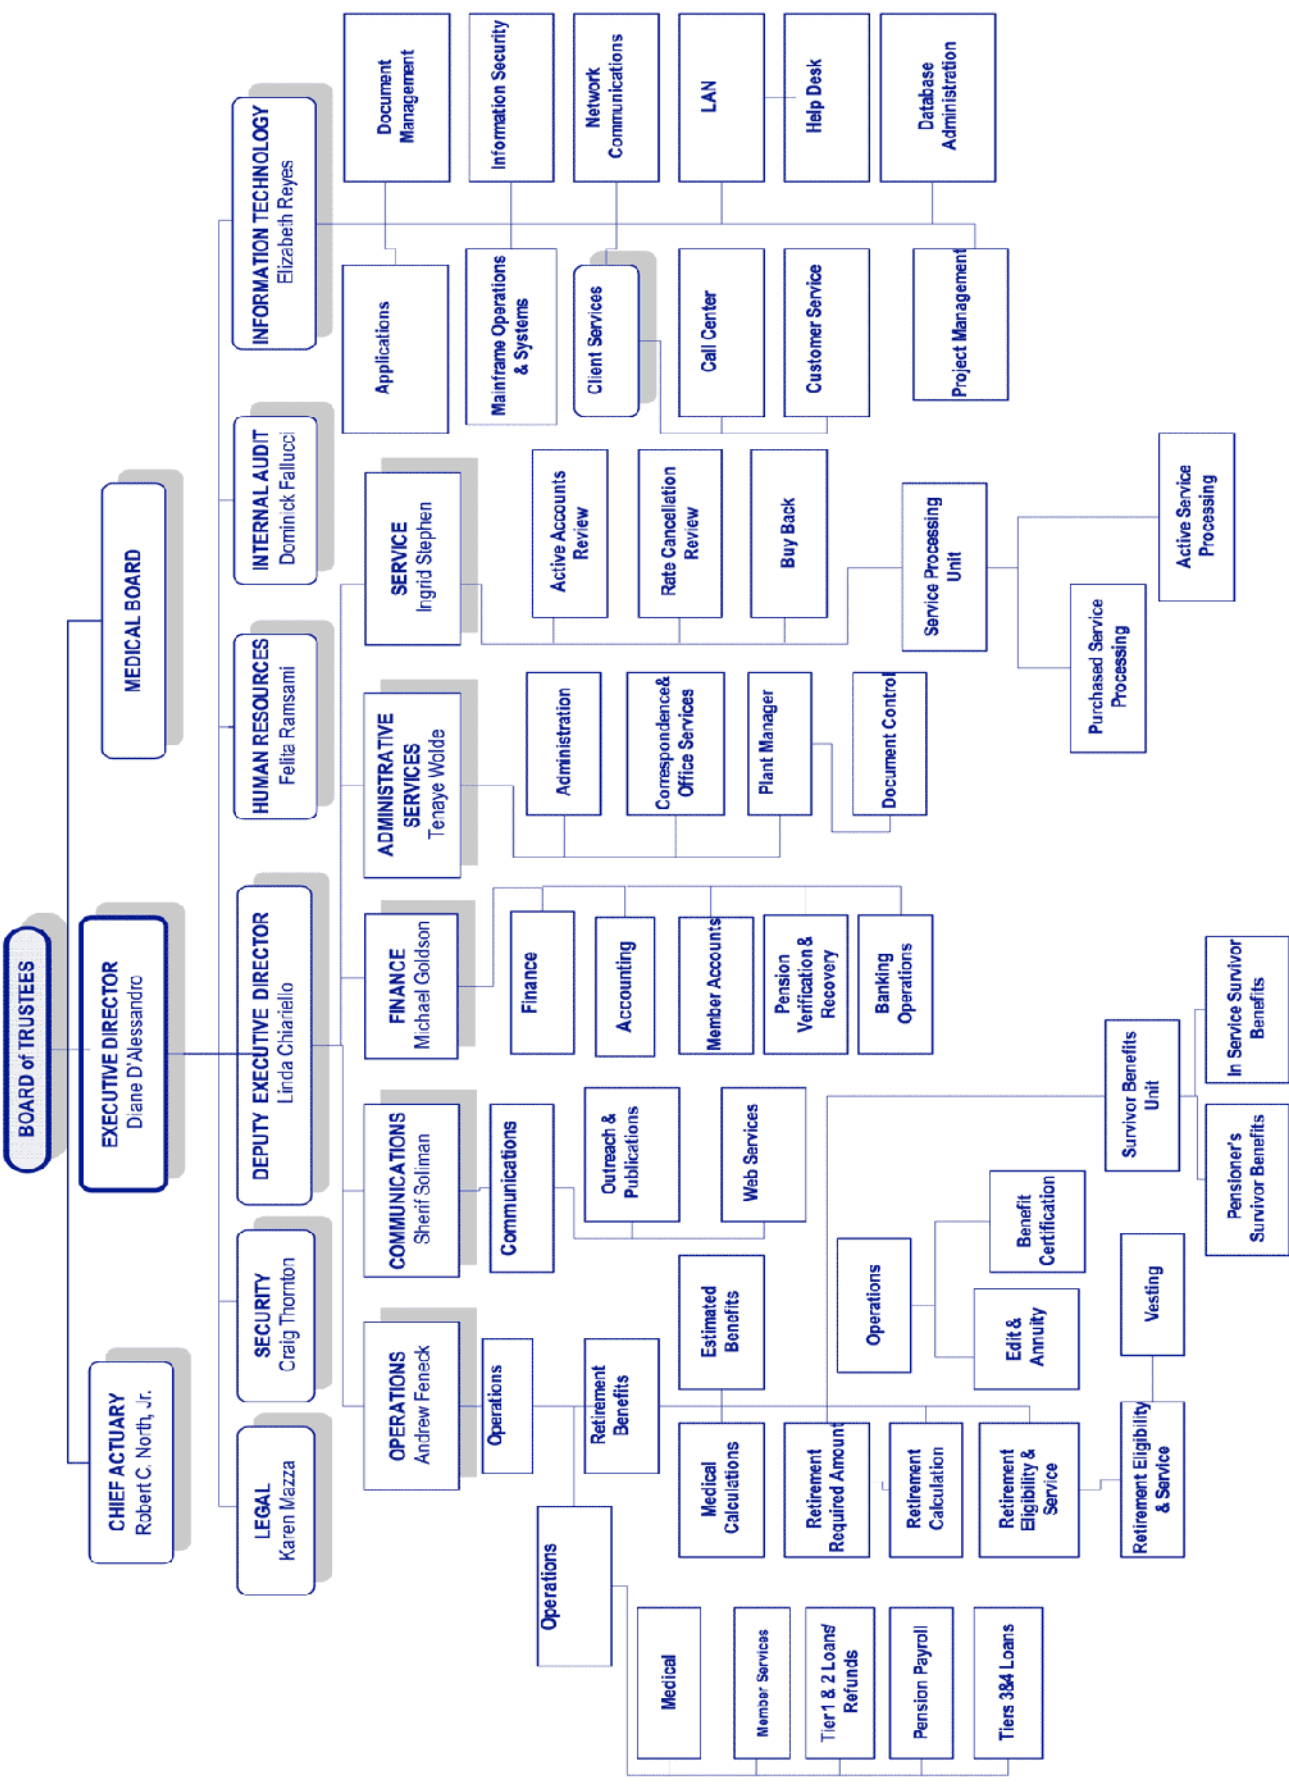 BOARD of TRUSTEES
CHIEF ACTUARY
Robert C. North, Jr.
EXECUTIVE DIRECTOR
Diane D'Alessandro
MEDICAL BOARD
LEGAL
Karen Mazza
SECURITY
Craig Thornton
DEPUTY EXECUTIVE DIRECTOR
Linda Chiariello
HUMAN RESOURCES
Felita Ramsami
INTERNAL AUDIT
Dominick Fallucci
INFORMATION TECHNOLOGY
Elizabeth Reyes
OPERATIONS
Andrew Feneck
COMMUNICATIONS
Sherif Soliman
FINANCE
Michael Goldson
ADMINISTRATIVE
SERVICES
Tenaye Wolde
SERVICE
Ingrid Stephen
Operations
Retirement
Benefits
Operations
Medical
Member Services
Tier 1 & 2 Loans/
Refunds
Pension Payroll
Tiers 3&4 Loans
Medical
Calculations
Estimated
Benefits
Retirement
Required Amount
Retirement
Calculation
Retirement
Eligibility &
Service
Retirement Eligibility
& Service
Vesting
Operations
Edit &
Annuity
Benefit
Certification
Survivor Benefits
Unit
Pensioner's
Survivor Benefits
In Service Survivor
Benefits
Communications
Outreach &
Publications
Web Services
Finance
Accounting
Member Accounts
Pension
Verification &
Recovery
Banking
Operations
Administration
Correspondence&
Office Services
Plant Manager
Document Control
Active Accounts
Review
Rate Cancellation
Review
Buy Back
Service Processing
Unit
Purchased Service
Processing
Active Service
Processing
Applications
Document
Management
Mainframe Operations
& Systems
Information Security
Client Services
Network
Communications
Call Center
LAN
Customer Service
Help Desk
Project Management
Database
Administration